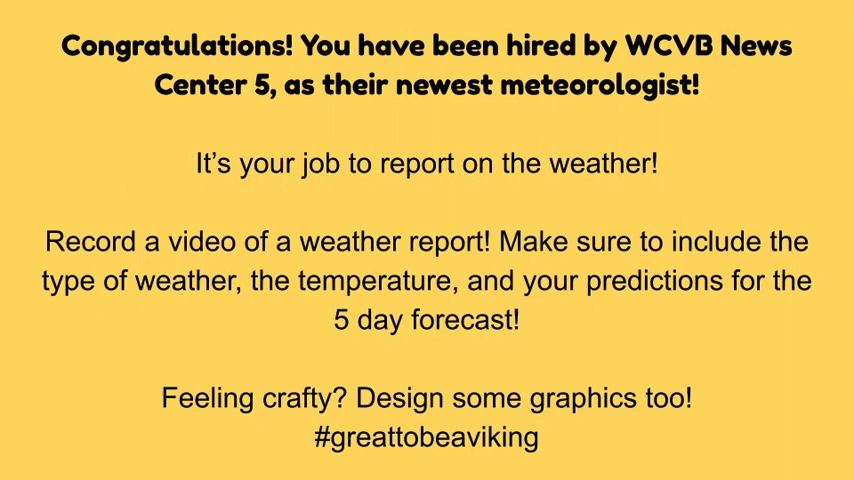 Congratulations! You have been hired by WCVB News
Center 5, as their newest meteorologist!
It’s your job to report on the weather!
Record a video of a weather report! Make sure to include the
type of weather, the temperature, and your predictions for the
5 day forecast!
Feeling crafty? Design some graphics too!
#greattobeaviking